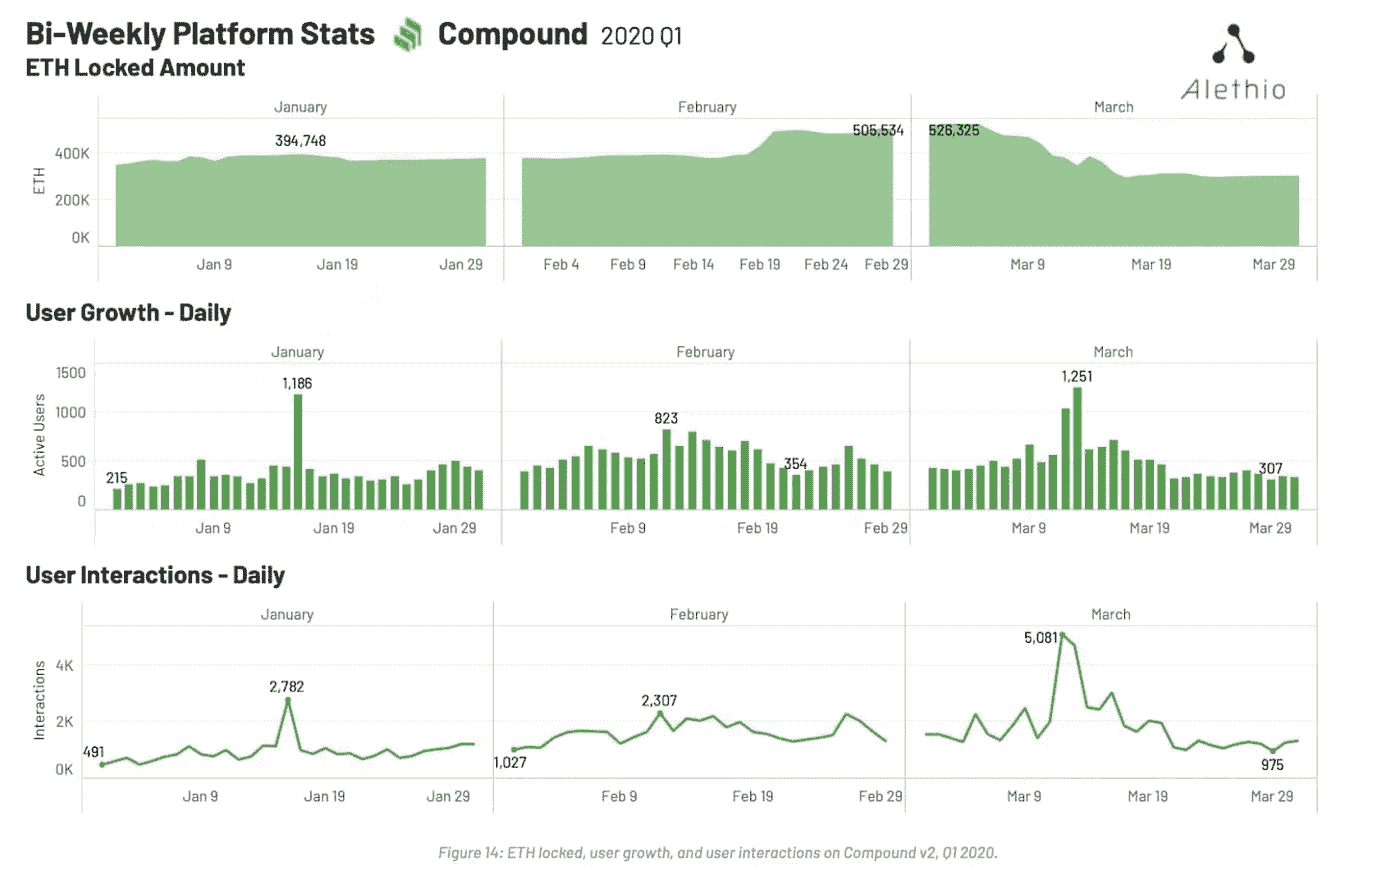 Bi-Weekly Platform Stats Compound 2020 Q1
ETH Locked Amount
Alethio
January February March
394,748 505,534 526,325
400K
200K
0K
ETH
Jan 9 Jan 19 Jan 29 Feb 4 Feb 9 Feb 14 Feb 19 Feb 24 Feb 29 Mar 9 Mar 19 Mar 29
User Growth - Daily
January February March
1500
1000
500
0
Active Users
215 1,186 823 354 1,251 307
Jan 9 Jan 19 Jan 29 Feb 9 Feb 19 Feb 29 Mar 9 Mar 19 Mar 29
User Interactions - Daily
January February March
4K
2K
0K
Interactions
491 2,782 1,027 2,307 5,081 975
Jan 9 Jan 19 Jan 29 Feb 9 Feb 19 Feb 29 Mar 9 Mar 19 Mar 29
Figure 14: ETH locked, user growth, and user interactions on Compound v2, Q1 2020.